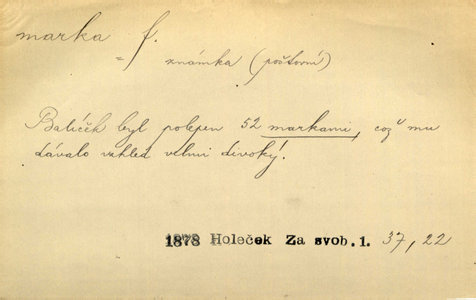 marka f.
= známka (poštovní)
Balíček byl polepen 52 markami, což mu
dávalo vzhled velmi divoký!
1878 Holeček Za svob. 1. 37, 22